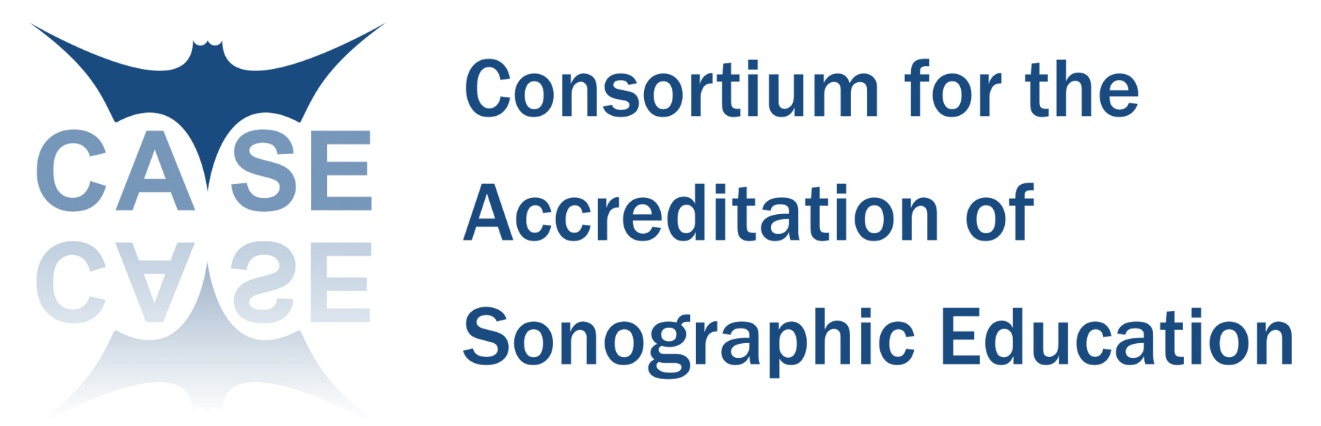 CASE
Consortium for the
Accreditation of
Sonographic Education